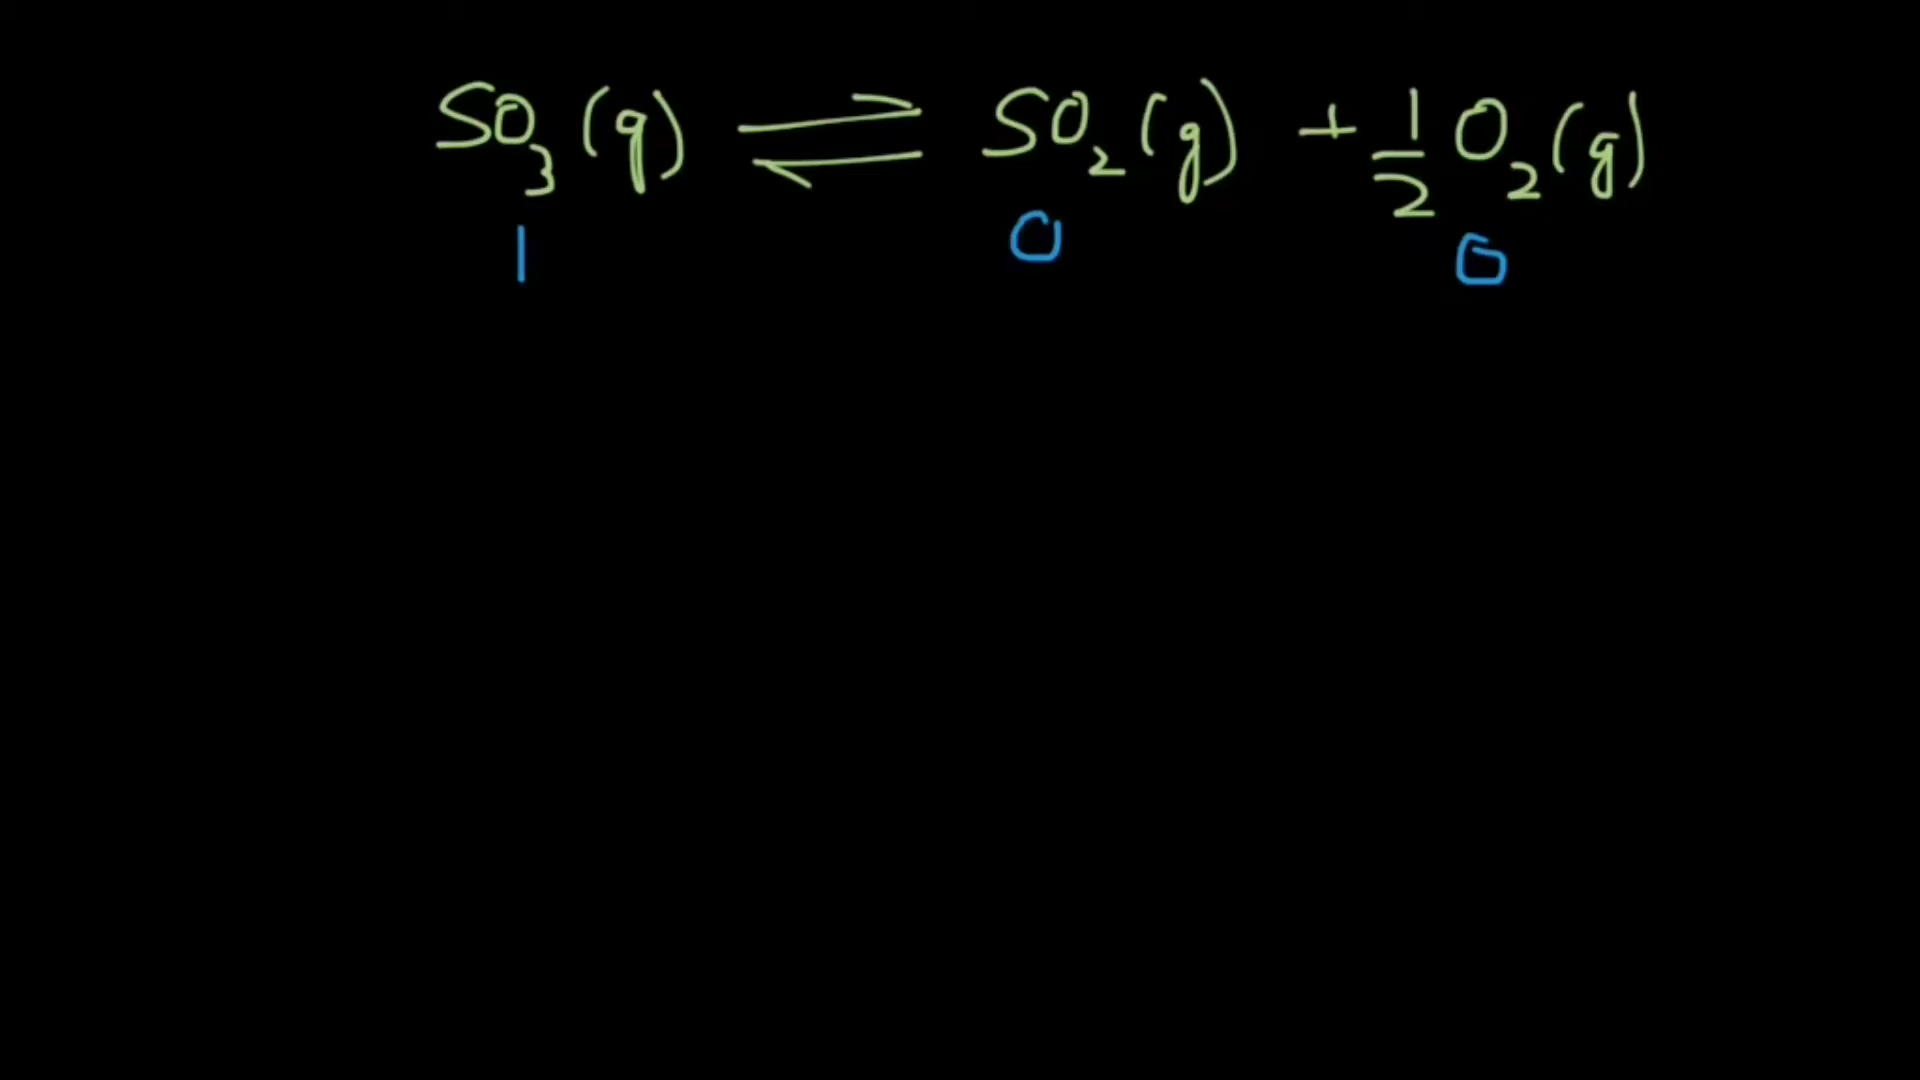 SO₃(g) ⇌ SO₂(g) + ½ O₂(g)
1 0 0